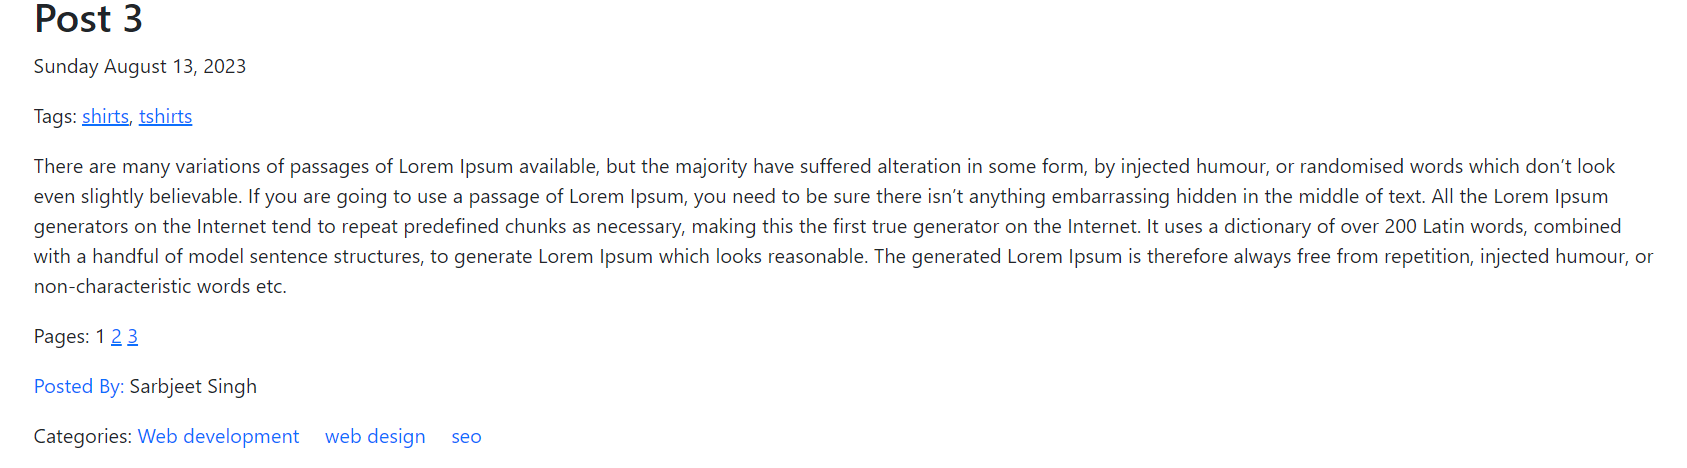 Post 3
Sunday August 13, 2023
Tags: shirts, tshirts
There are many variations of passages of Lorem Ipsum available, but the majority have suffered alteration in some form, by injected humour, or randomised words which don’t look
even slightly believable. If you are going to use a passage of Lorem Ipsum, you need to be sure there isn’t anything embarrassing hidden in the middle of text. All the Lorem Ipsum
generators on the Internet tend to repeat predefined chunks as necessary, making this the first true generator on the Internet. It uses a dictionary of over 200 Latin words, combined
with a handful of model sentence structures, to generate Lorem Ipsum which looks reasonable. The generated Lorem Ipsum is therefore always free from repetition, injected humour, or
non-characteristic words etc.
Pages: 1 2 3
Posted By: Sarbjeet Singh
Categories: Web development web design seo